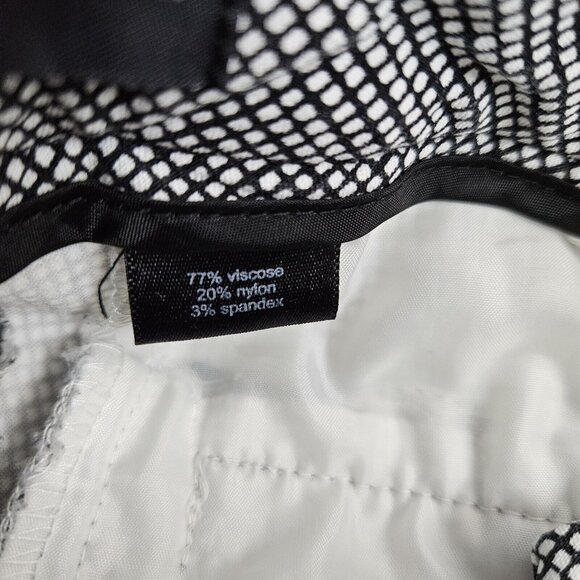 77% viscose
20% nylon
3% spandex